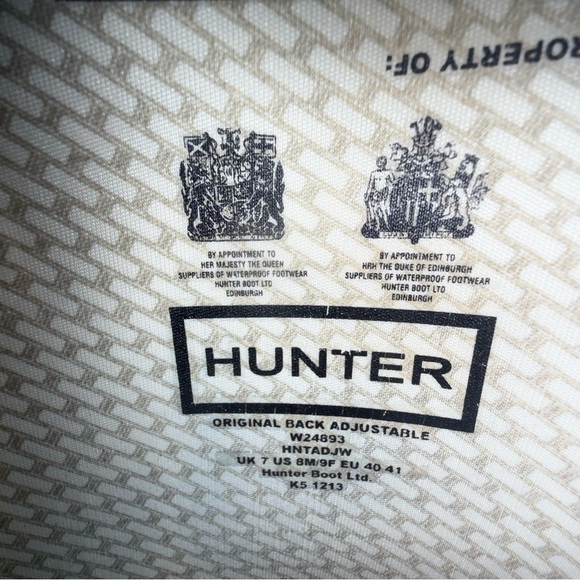 PROPERTY OF:
BY APPOINTMENT TO
HER MAJESTY THE QUEEN
SUPPLIERS OF WATERPROOF FOOTWEAR
HUNTER BOOT LTD
EDINBURGH
BY APPOINTMENT TO
HRH THE DUKE OF EDINBURGH
SUPPLIERS OF WATERPROOF FOOTWEAR
HUNTER BOOT LTD
EDINBURGH
HUNTER
ORIGINAL BACK ADJUSTABLE
W24893
HNTADJW
UK 7 US 8M/9F EU 40 41
Hunter Boot Ltd.
K5 1213